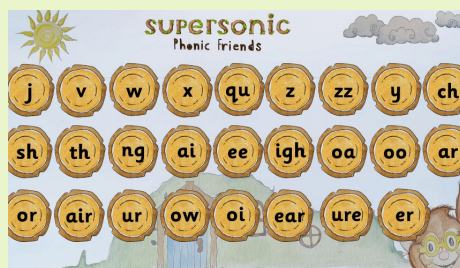 supersonic
Phonic Friends
j v w x qu z zz y ch
sh th ng ai ee igh oa oo ar
or air ur ow oi ear ure er